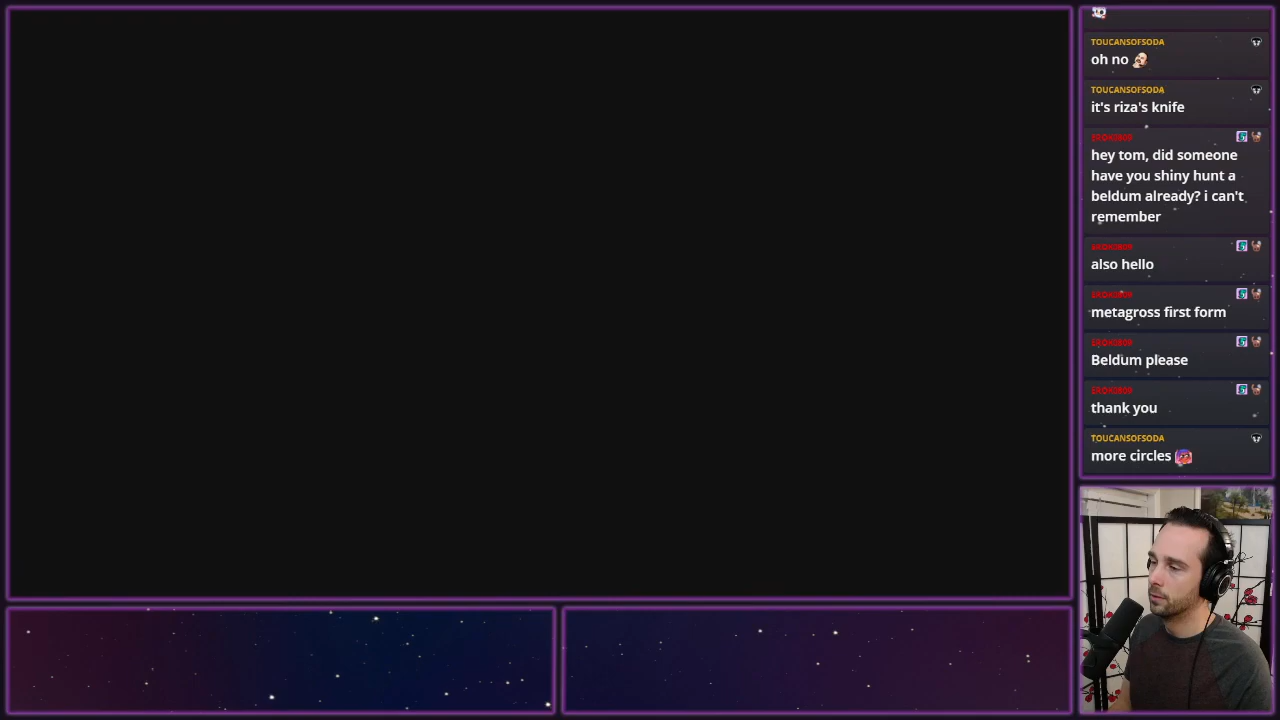 TOUCANSOFSODA
oh no
TOUCANSOFSODA
it's riza's knife
hey tom, did someone
have you shiny hunt a
beldum already? i can't
remember
also hello
metagross first form
Beldum please
thank you
TOUCANSOFSODA
more circles